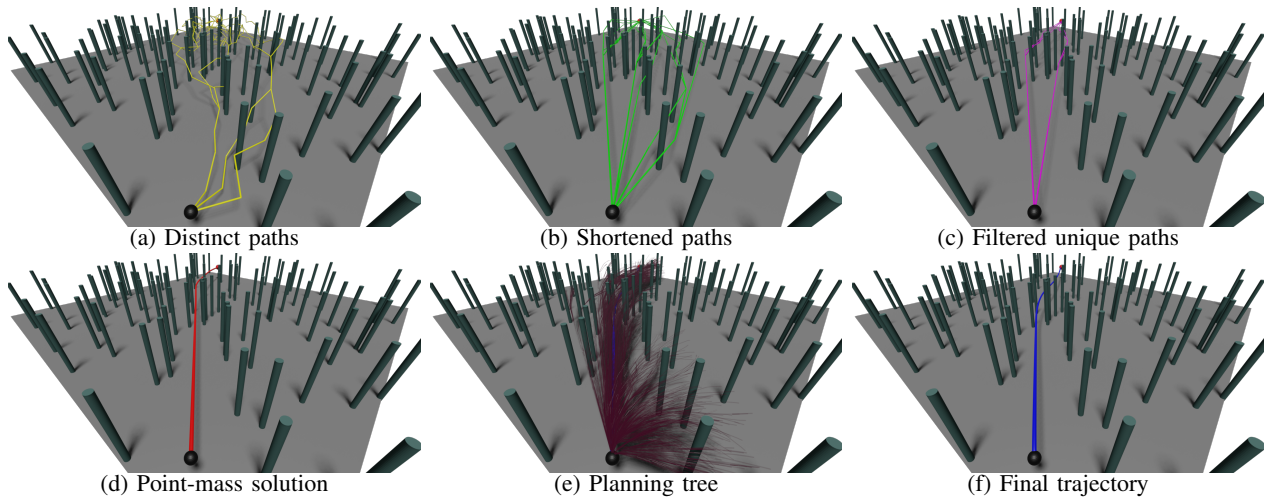 (a) Distinct paths
(b) Shortened paths
(c) Filtered unique paths
(d) Point-mass solution
(e) Planning tree
(f) Final trajectory